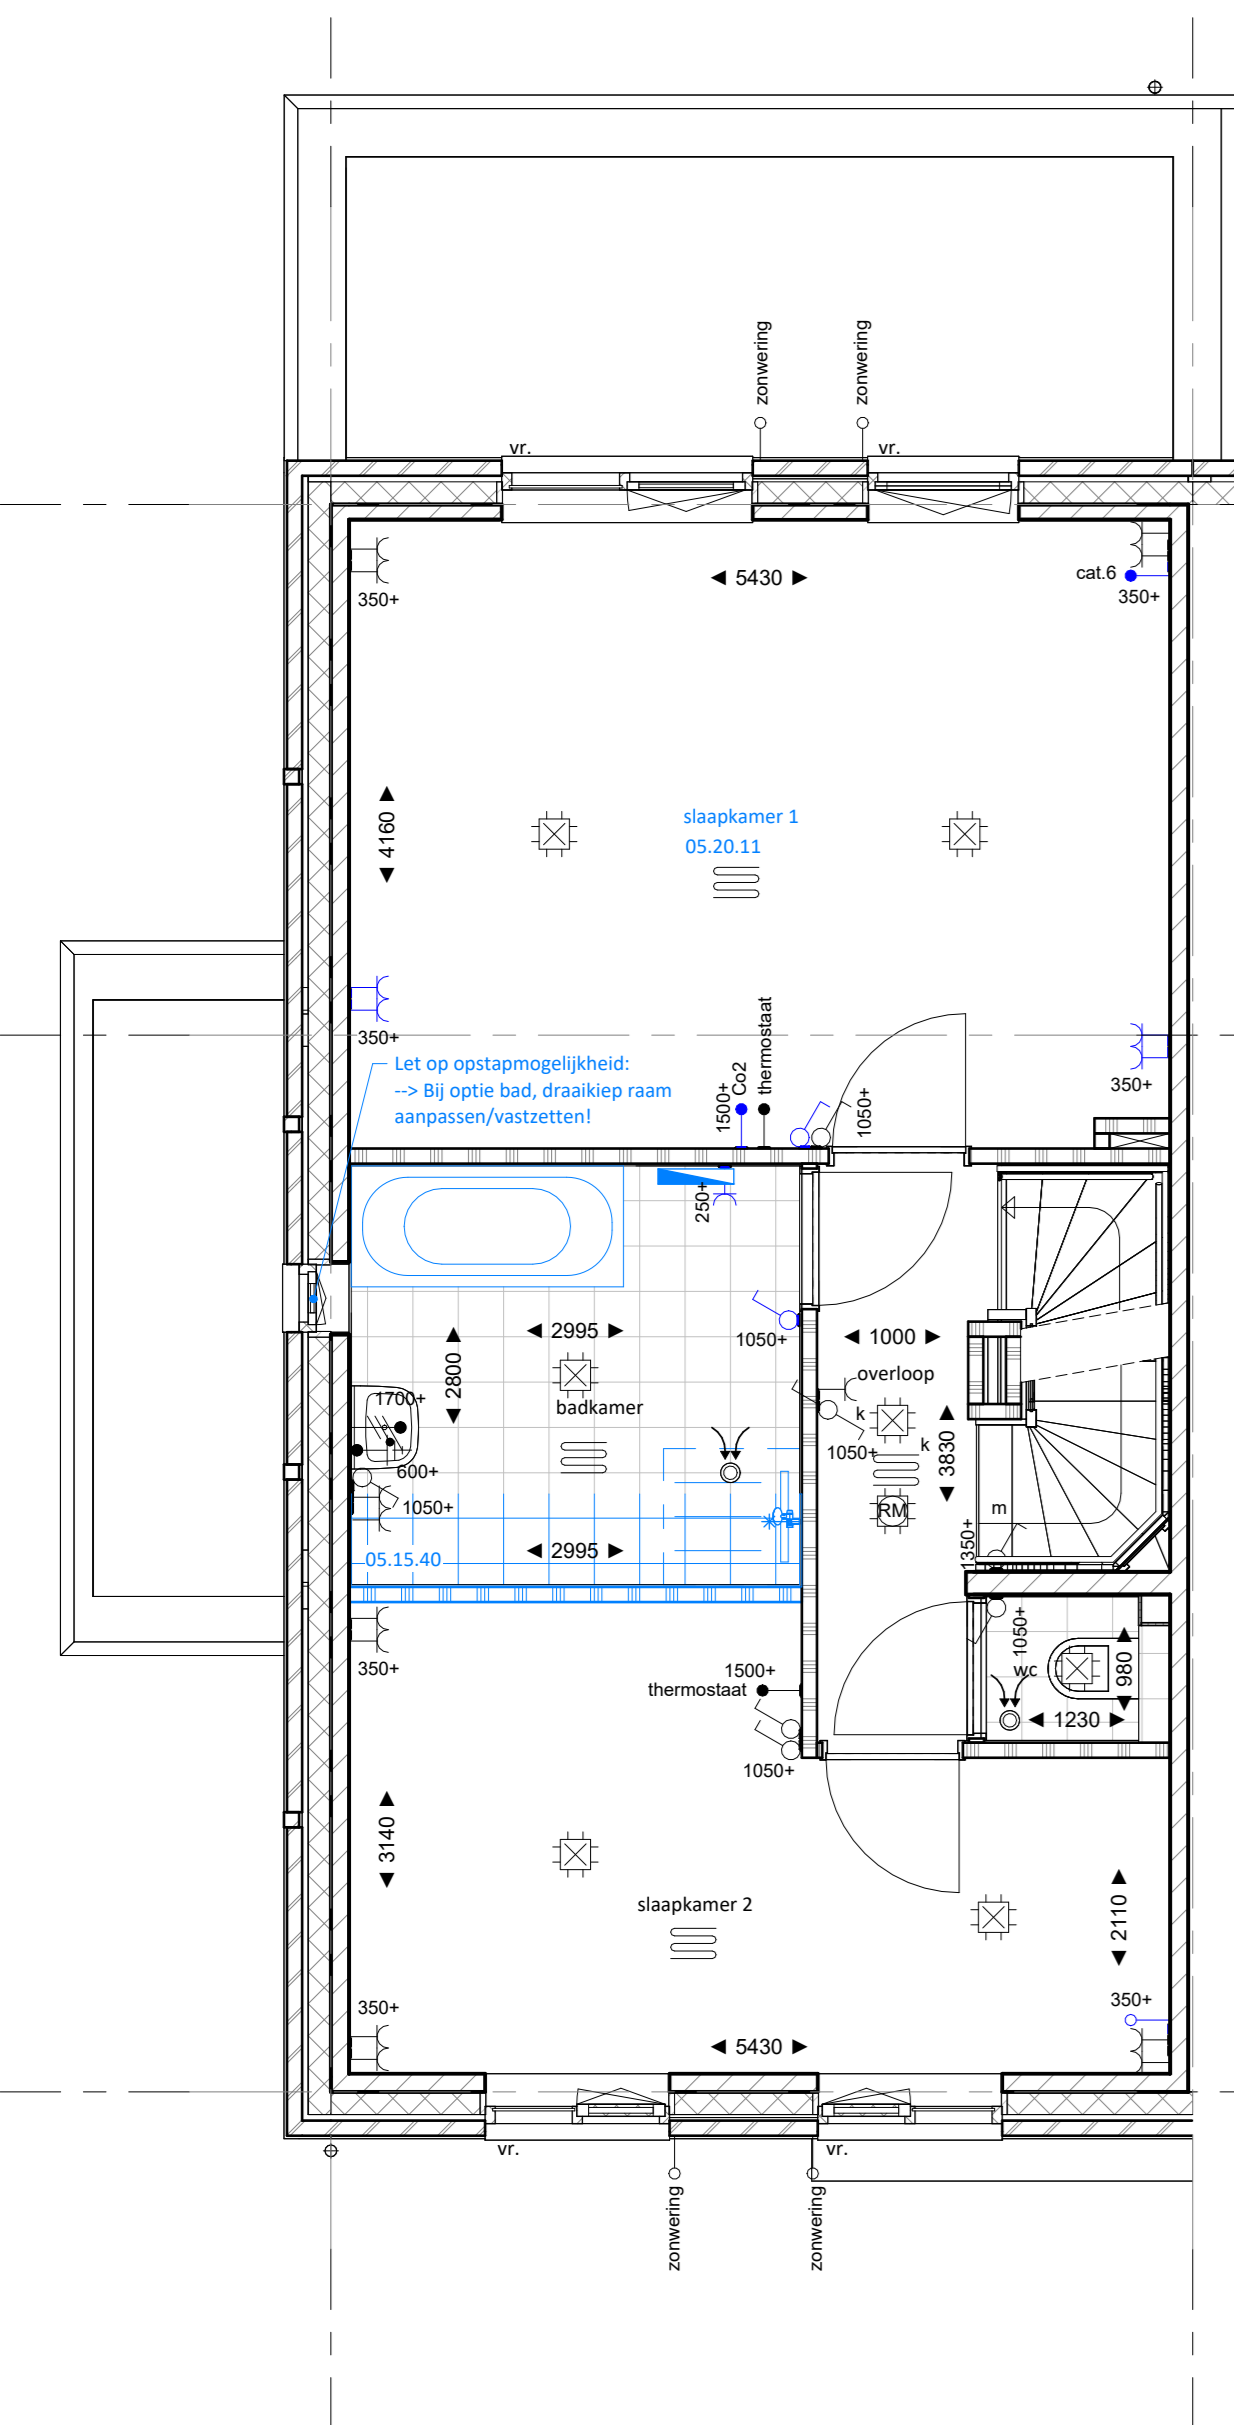 zonwering
zonwering
vr.
vr.
5430
350+
cat.6
350+
4160
slaapkamer 1
05.20.11
350+
350+
Let op opstapmogelijkheid:
--> Bij optie bad, draaikiep raam
aanpassen/vastzetten!
1500+
Co2
thermostaat
1050+
250+
2995
2800
1050+
1000
overloop
badkamer
1700+
600+
1050+
k
1050+
k
3830
RM
m
1350+
2995
05.15.40
350+
1500+
thermostaat
1050+
wc
980
1230
1050+
3140
slaapkamer 2
2110
350+
350+
5430
vr.
vr.
zonwering
zonwering